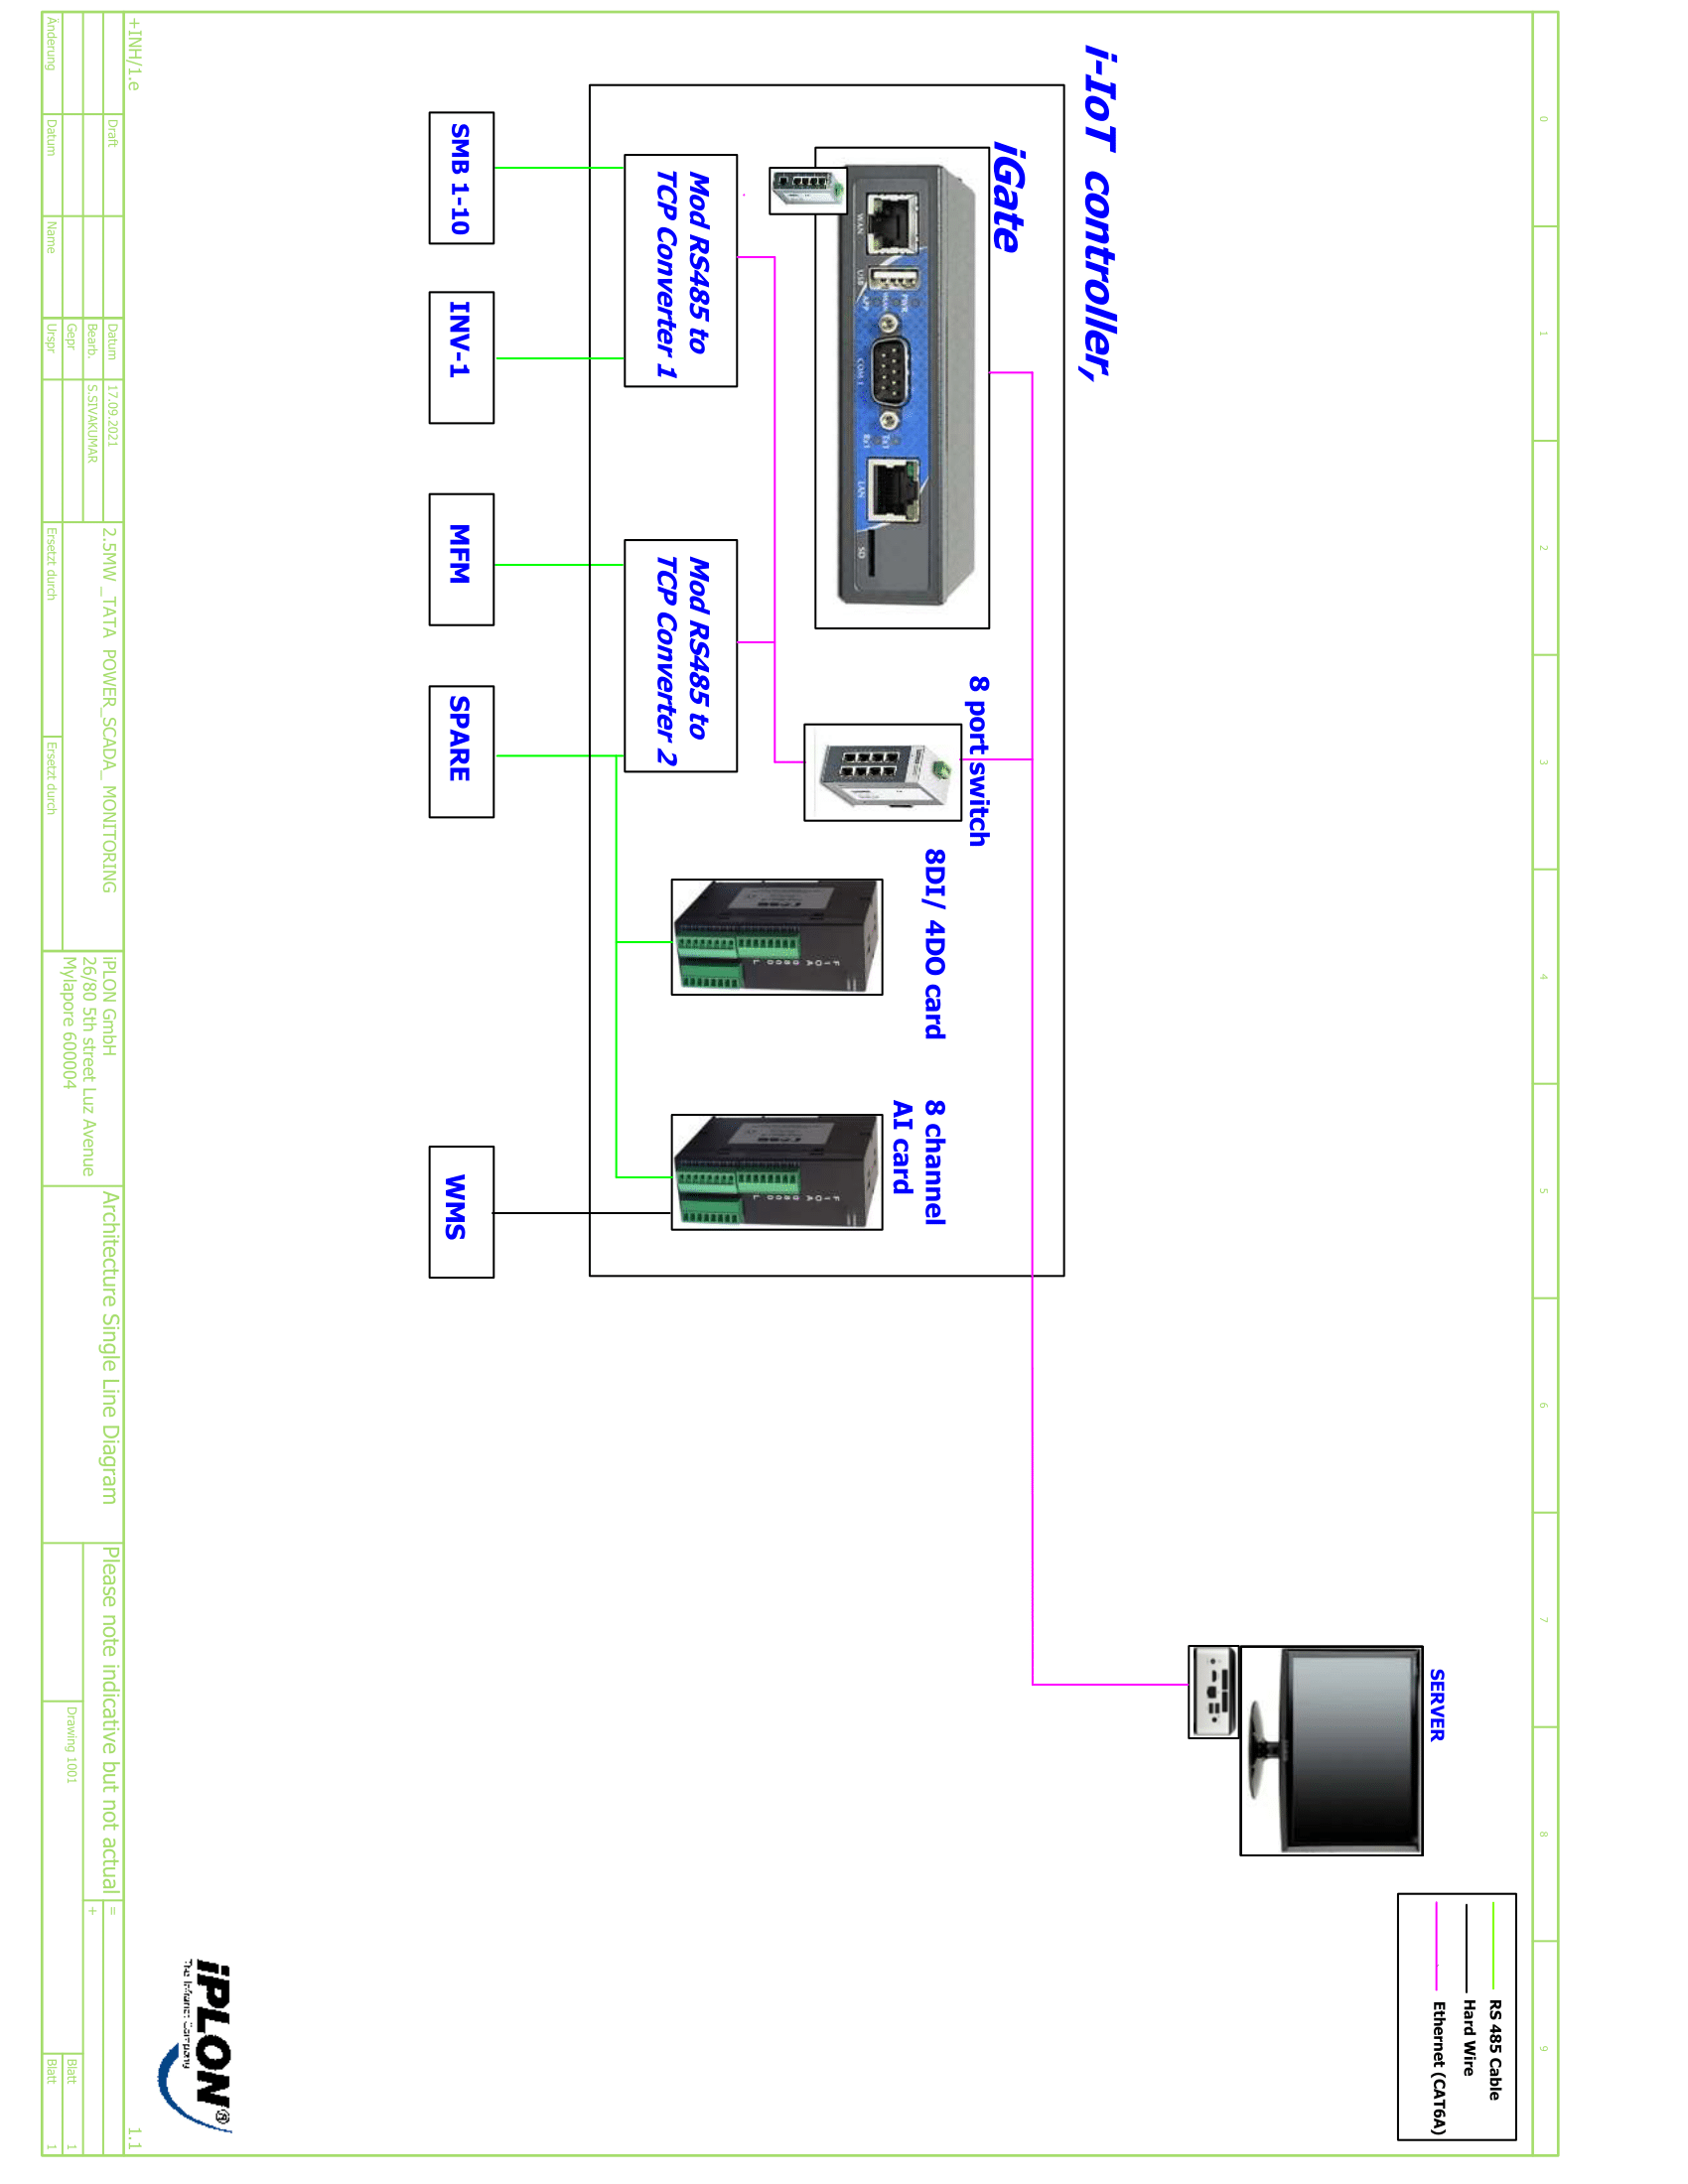 0
1
2
3
4
5
6
7
8
9
RS 485 Cable
Hard Wire
Ethernet (CAT6A)
SERVER
i-IoT controller,
iGate
8 port switch
8DI/ 4DO card
8 channel
AI card
WAN
USB
COM 1
LAN
SD
Mod RS485 to
TCP Converter 1
Mod RS485 to
TCP Converter 2
SMB 1-10
INV-1
MFM
SPARE
WMS
iPLON®
The Infranet Company
+INH/1.e
1.1
Draft
Datum
17.09.2021
2.5MW _TATA POWER_SCADA_ MONITORING
iPLON GmbH
Architecture Single Line Diagram
Please note indicative but not actual
=
Bearb.
S.SIVAKUMAR
26/80 5th street Luz Avenue
+
Gepr
Mylapore 600004
Drawing 1001
Blatt
1
Änderung
Datum
Name
Urspr
Ersetzt durch
Ersetzt durch
Blatt
1